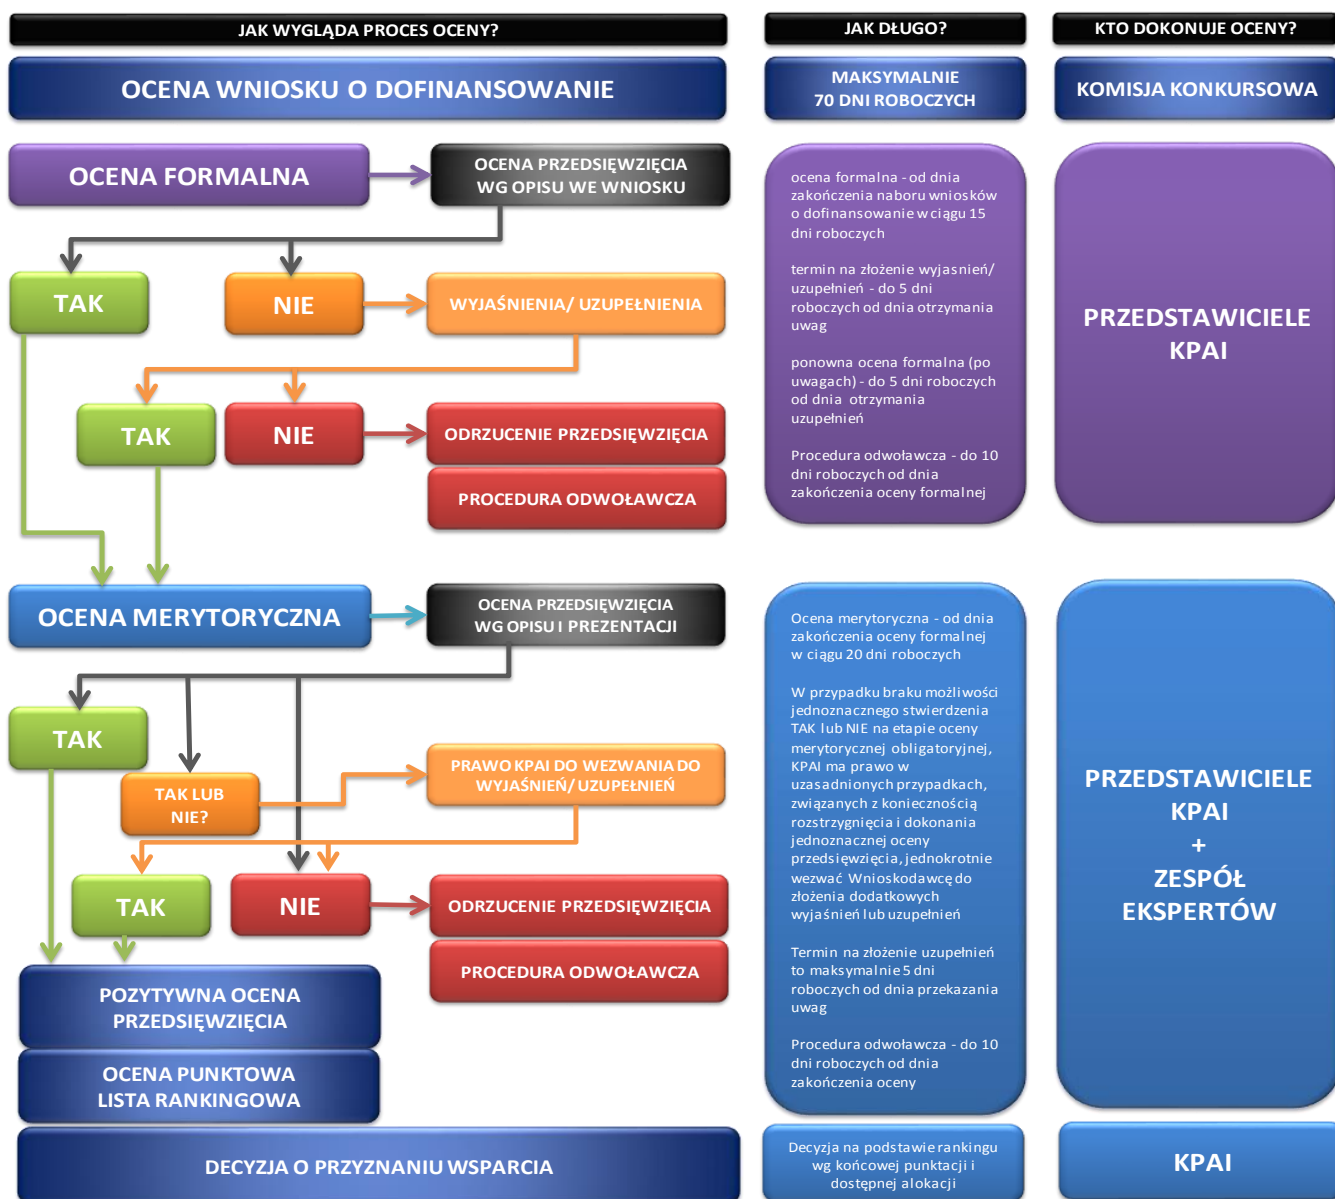 JAK WYGLĄDA PROCES OCENY?
JAK DŁUGO?
KTO DOKONUJE OCENY?
OCENA WNIOSKU O DOFINANSOWANIE
MAKSYMALNIE
70 DNI ROBOCZYCH
KOMISJA KONKURSOWA
OCENA FORMALNA
OCENA PRZEDSIĘWZIĘCIA
WG OPISU WE WNIOSKU
TAK
NIE
WYJAŚNIENIA/ UZUPEŁNIENIA
TAK
NIE
ODRZUCENIE PRZEDSIĘWZIĘCIA
PROCEDURA ODWOŁAWCZA
ocena formalna - od dnia
zakończenia naboru wniosków
o dofinansowanie w ciągu 15
dni roboczych
termin na złożenie wyjasnień/
uzupełnień - do 5 dni
roboczych od dnia otrzymania
uwag
ponowna ocena formalna (po
uwagach) - do 5 dni roboczych
od dnia otrzymania
uzupełnień
Procedura odwoławcza - do 10
dni roboczych od dnia
zakończenia oceny formalnej
PRZEDSTAWICIELE
KPAI
OCENA MERYTORYCZNA
OCENA PRZEDSIĘWZIĘCIA
WG OPISU I PREZENTACJI
TAK
TAK LUB
NIE?
PRAWO KPAI DO WEZWANIA DO
WYJAŚNIEŃ/ UZUPEŁNIEŃ
TAK
NIE
ODRZUCENIE PRZEDSIĘWZIĘCIA
PROCEDURA ODWOŁAWCZA
POZYTYWNA OCENA
PRZEDSIĘWZIĘCIA
OCENA PUNKTOWA
LISTA RANKINGOWA
Ocena merytoryczna - od dnia
zakończenia oceny formalnej
w ciągu 20 dni roboczych
W przypadku braku możliwości
jednoznacznego stwierdzenia
TAK lub NIE na etapie oceny
merytorycznej obligatoryjnej,
KPAI ma prawo w
uzasadnionych przypadkach,
związanych z koniecznością
rozstrzygnięcia i dokonania
jednoznacznej oceny
przedsięwzięcia, jednokrotnie
wezwać Wnioskodawcę do
złożenia dodatkowych
wyjaśnień lub uzupełnień
Termin na złożenie uzupełnień
to maksymalnie 5 dni
roboczych od dnia przekazania
uwag
Procedura odwoławcza - do 10
dni roboczych od dnia
zakończenia oceny
PRZEDSTAWICIELE
KPAI
+
ZESPÓŁ
EKSPERTÓW
DECYZJA O PRZYZNANIU WSPARCIA
Decyzja na podstawie rankingu
wg końcowej punktacji i
dostępnej alokacji
KPAI